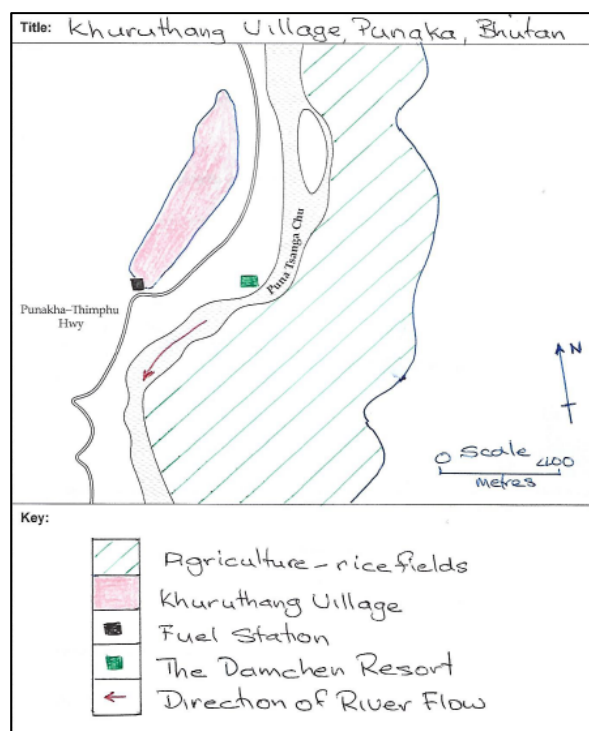 Title: Khuruthang Village, Punaka, Bhutan
Puna Tsanga Chu
Punakha–Thimphu
Hwy
N
0 Scale 400
metres
Key:
Agriculture - rice fields
Khuruthang Village
Fuel Station
The Damchen Resort
Direction of River Flow